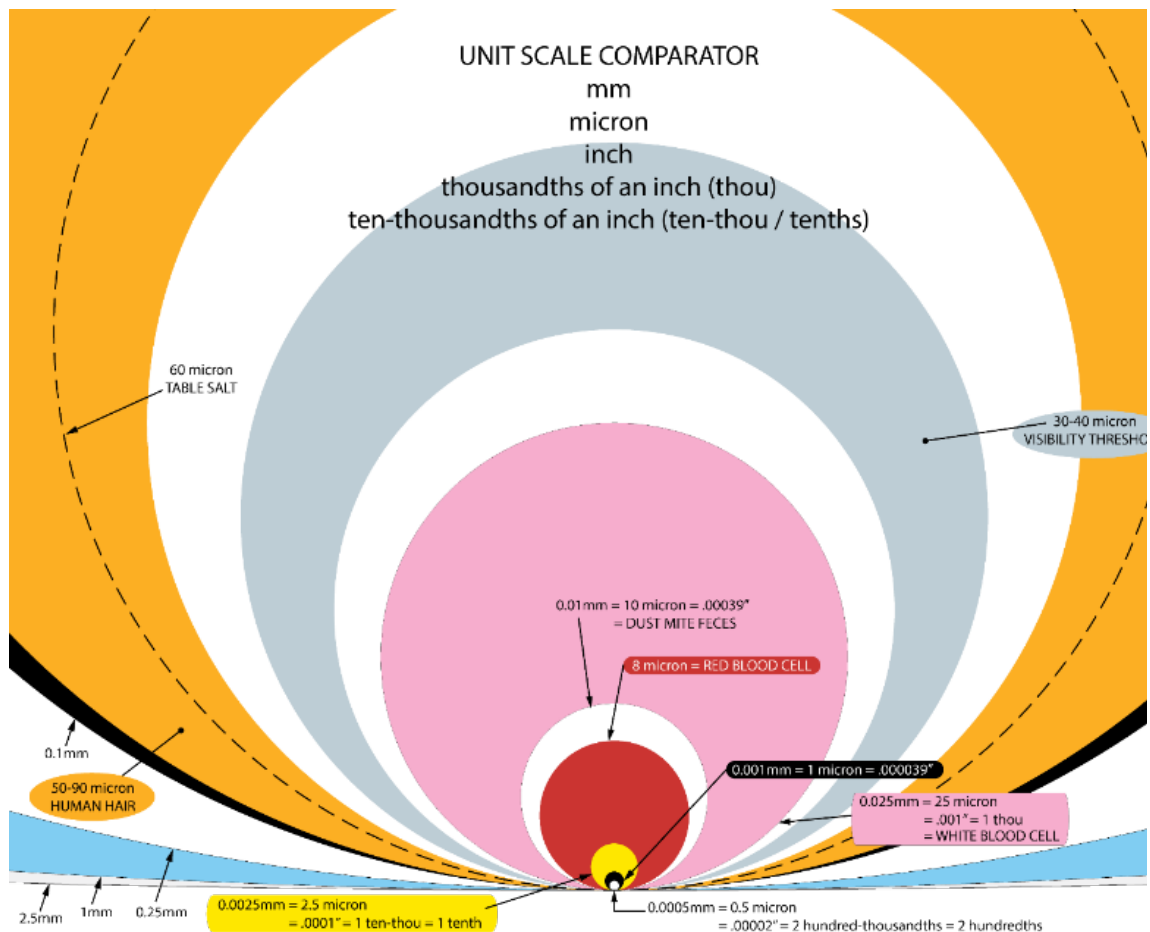 UNIT SCALE COMPARATOR
mm
micron
inch
thousandths of an inch (thou)
ten-thousandths of an inch (ten-thou / tenths)
60 micron
TABLE SALT
30-40 micron
VISIBILITY THRESHO
0.01mm = 10 micron = .00039"
= DUST MITE FECES
8 micron = RED BLOOD CELL
0.1mm
0.001mm = 1 micron = .000039"
50-90 micron
HUMAN HAIR
0.025mm = 25 micron
= .001" = 1 thou
= WHITE BLOOD CELL
2.5mm
1mm
0.25mm
0.0025mm = 2.5 micron
= .0001" = 1 ten-thou = 1 tenth
0.0005mm = 0.5 micron
= .00002" = 2 hundred-thousandths = 2 hundredths